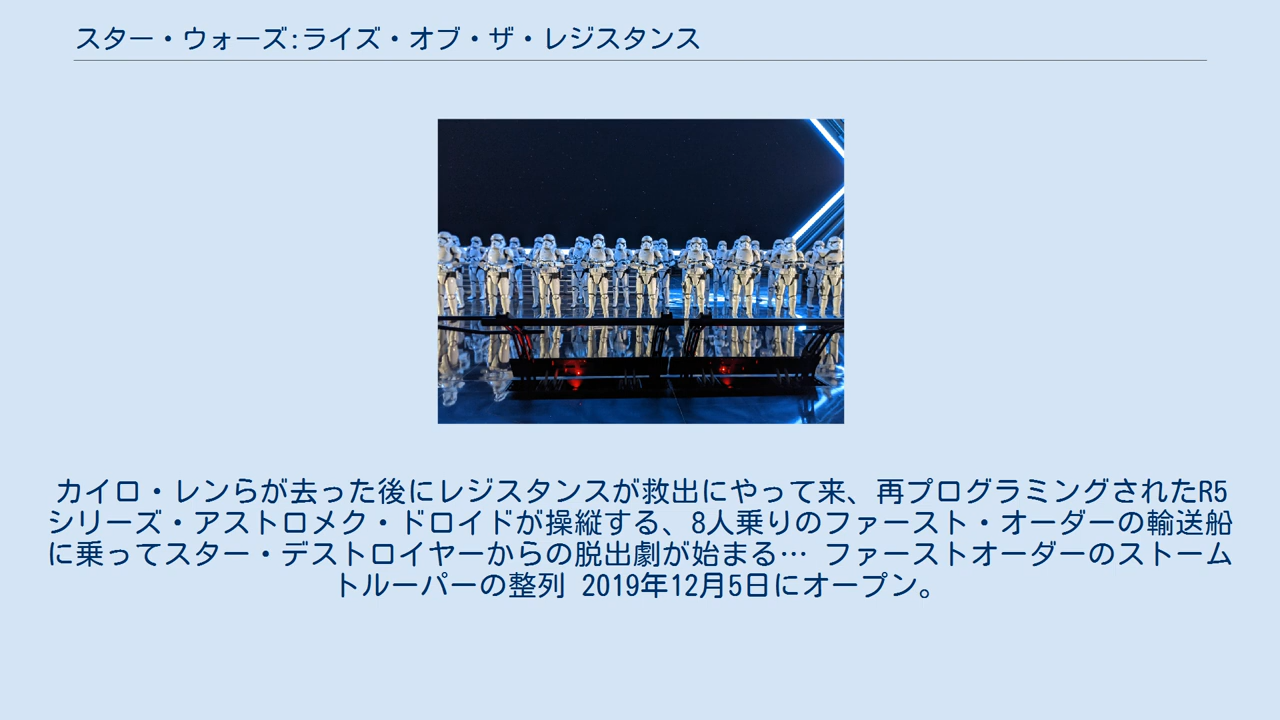 スター・ウォーズ:ライズ・オブ・ザ・レジスタンス
カイロ・レンらが去った後にレジスタンスが救出にやって来、再プログラミングされたR5
シリーズ・アストロメク・ドロイドが操縦する、8人乗りのファースト・オーダーの輸送船
に乗ってスター・デストロイヤーからの脱出劇が始まる… ファーストオーダーのストーム
トルーパーの整列 2019年12月5日にオープン。